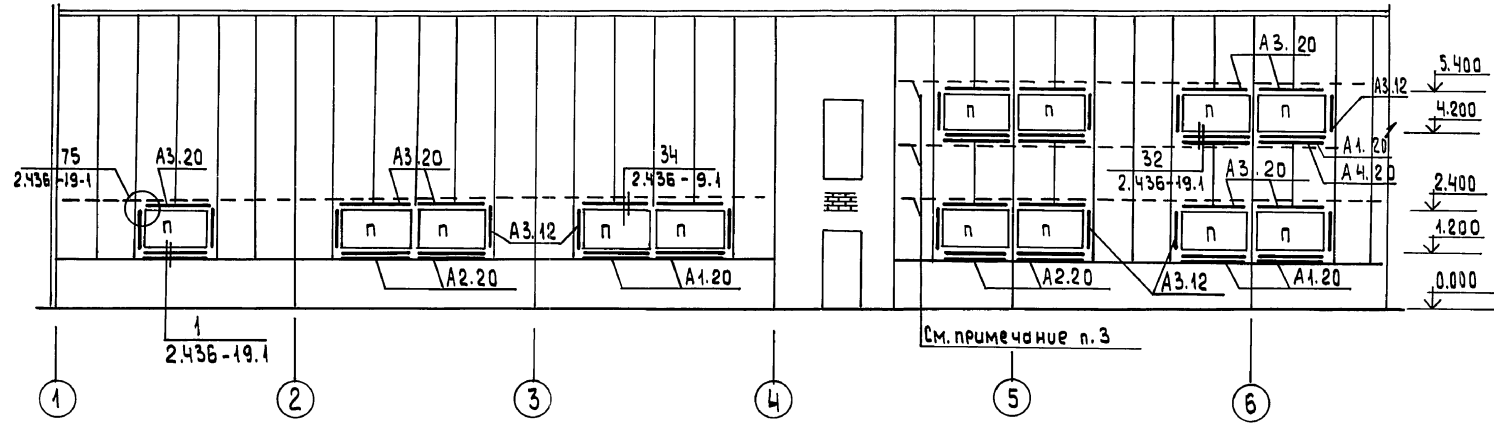 А3.20
5.400
А3.12
4.200
75
2.436-19-1
А3.20
А3.20
34
2.436-9.1
П
П
П
П
А1.20
А4.20
32
2.436-19.1
А3.20
2.400
П
П
П
П
П
П
П
П
П
А3.12
1.200
А2.20
А1.20
А2.20
А3.12
А1.20
0.000
1
2.436-19.1
См. примечание п.3
1
2
3
4
5
6